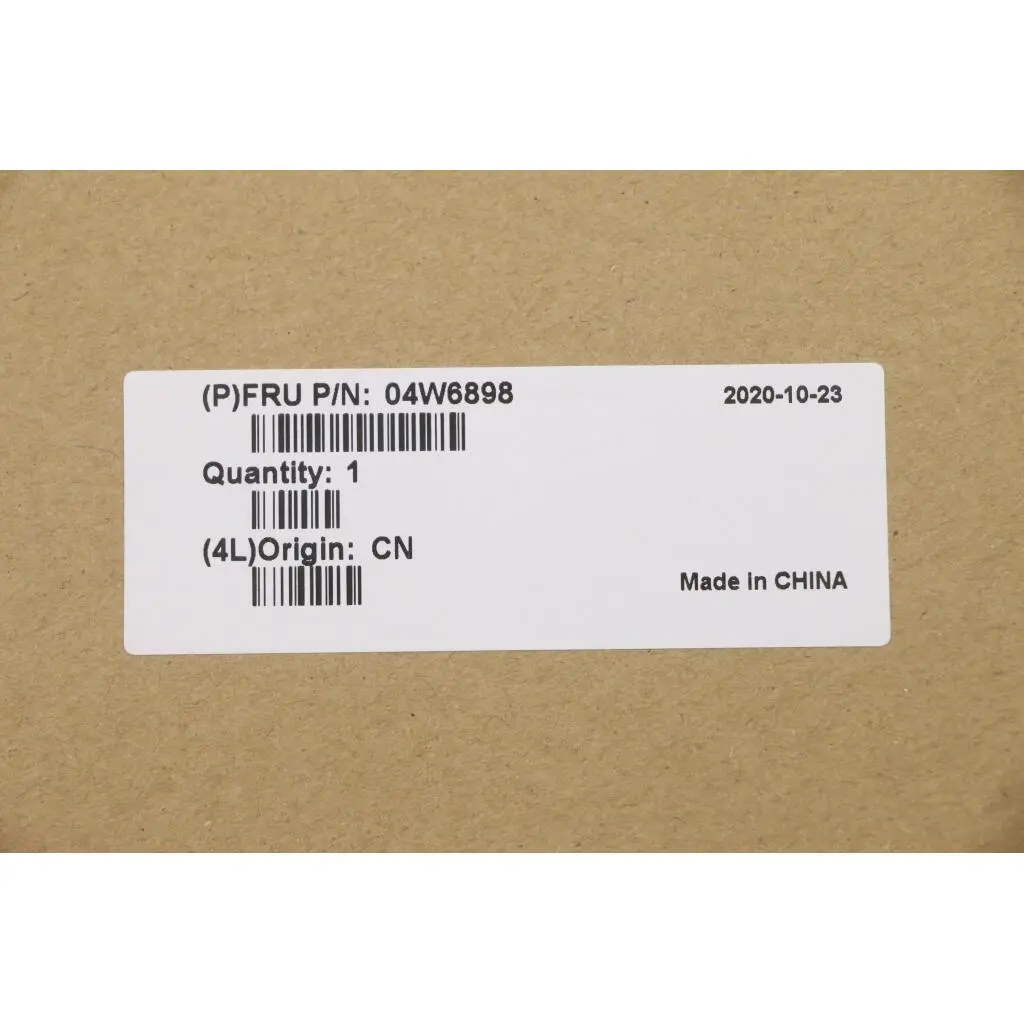 (P)FRU P/N: 04W6898
2020-10-23
Quantity: 1
(4L)Origin: CN
Made in CHINA